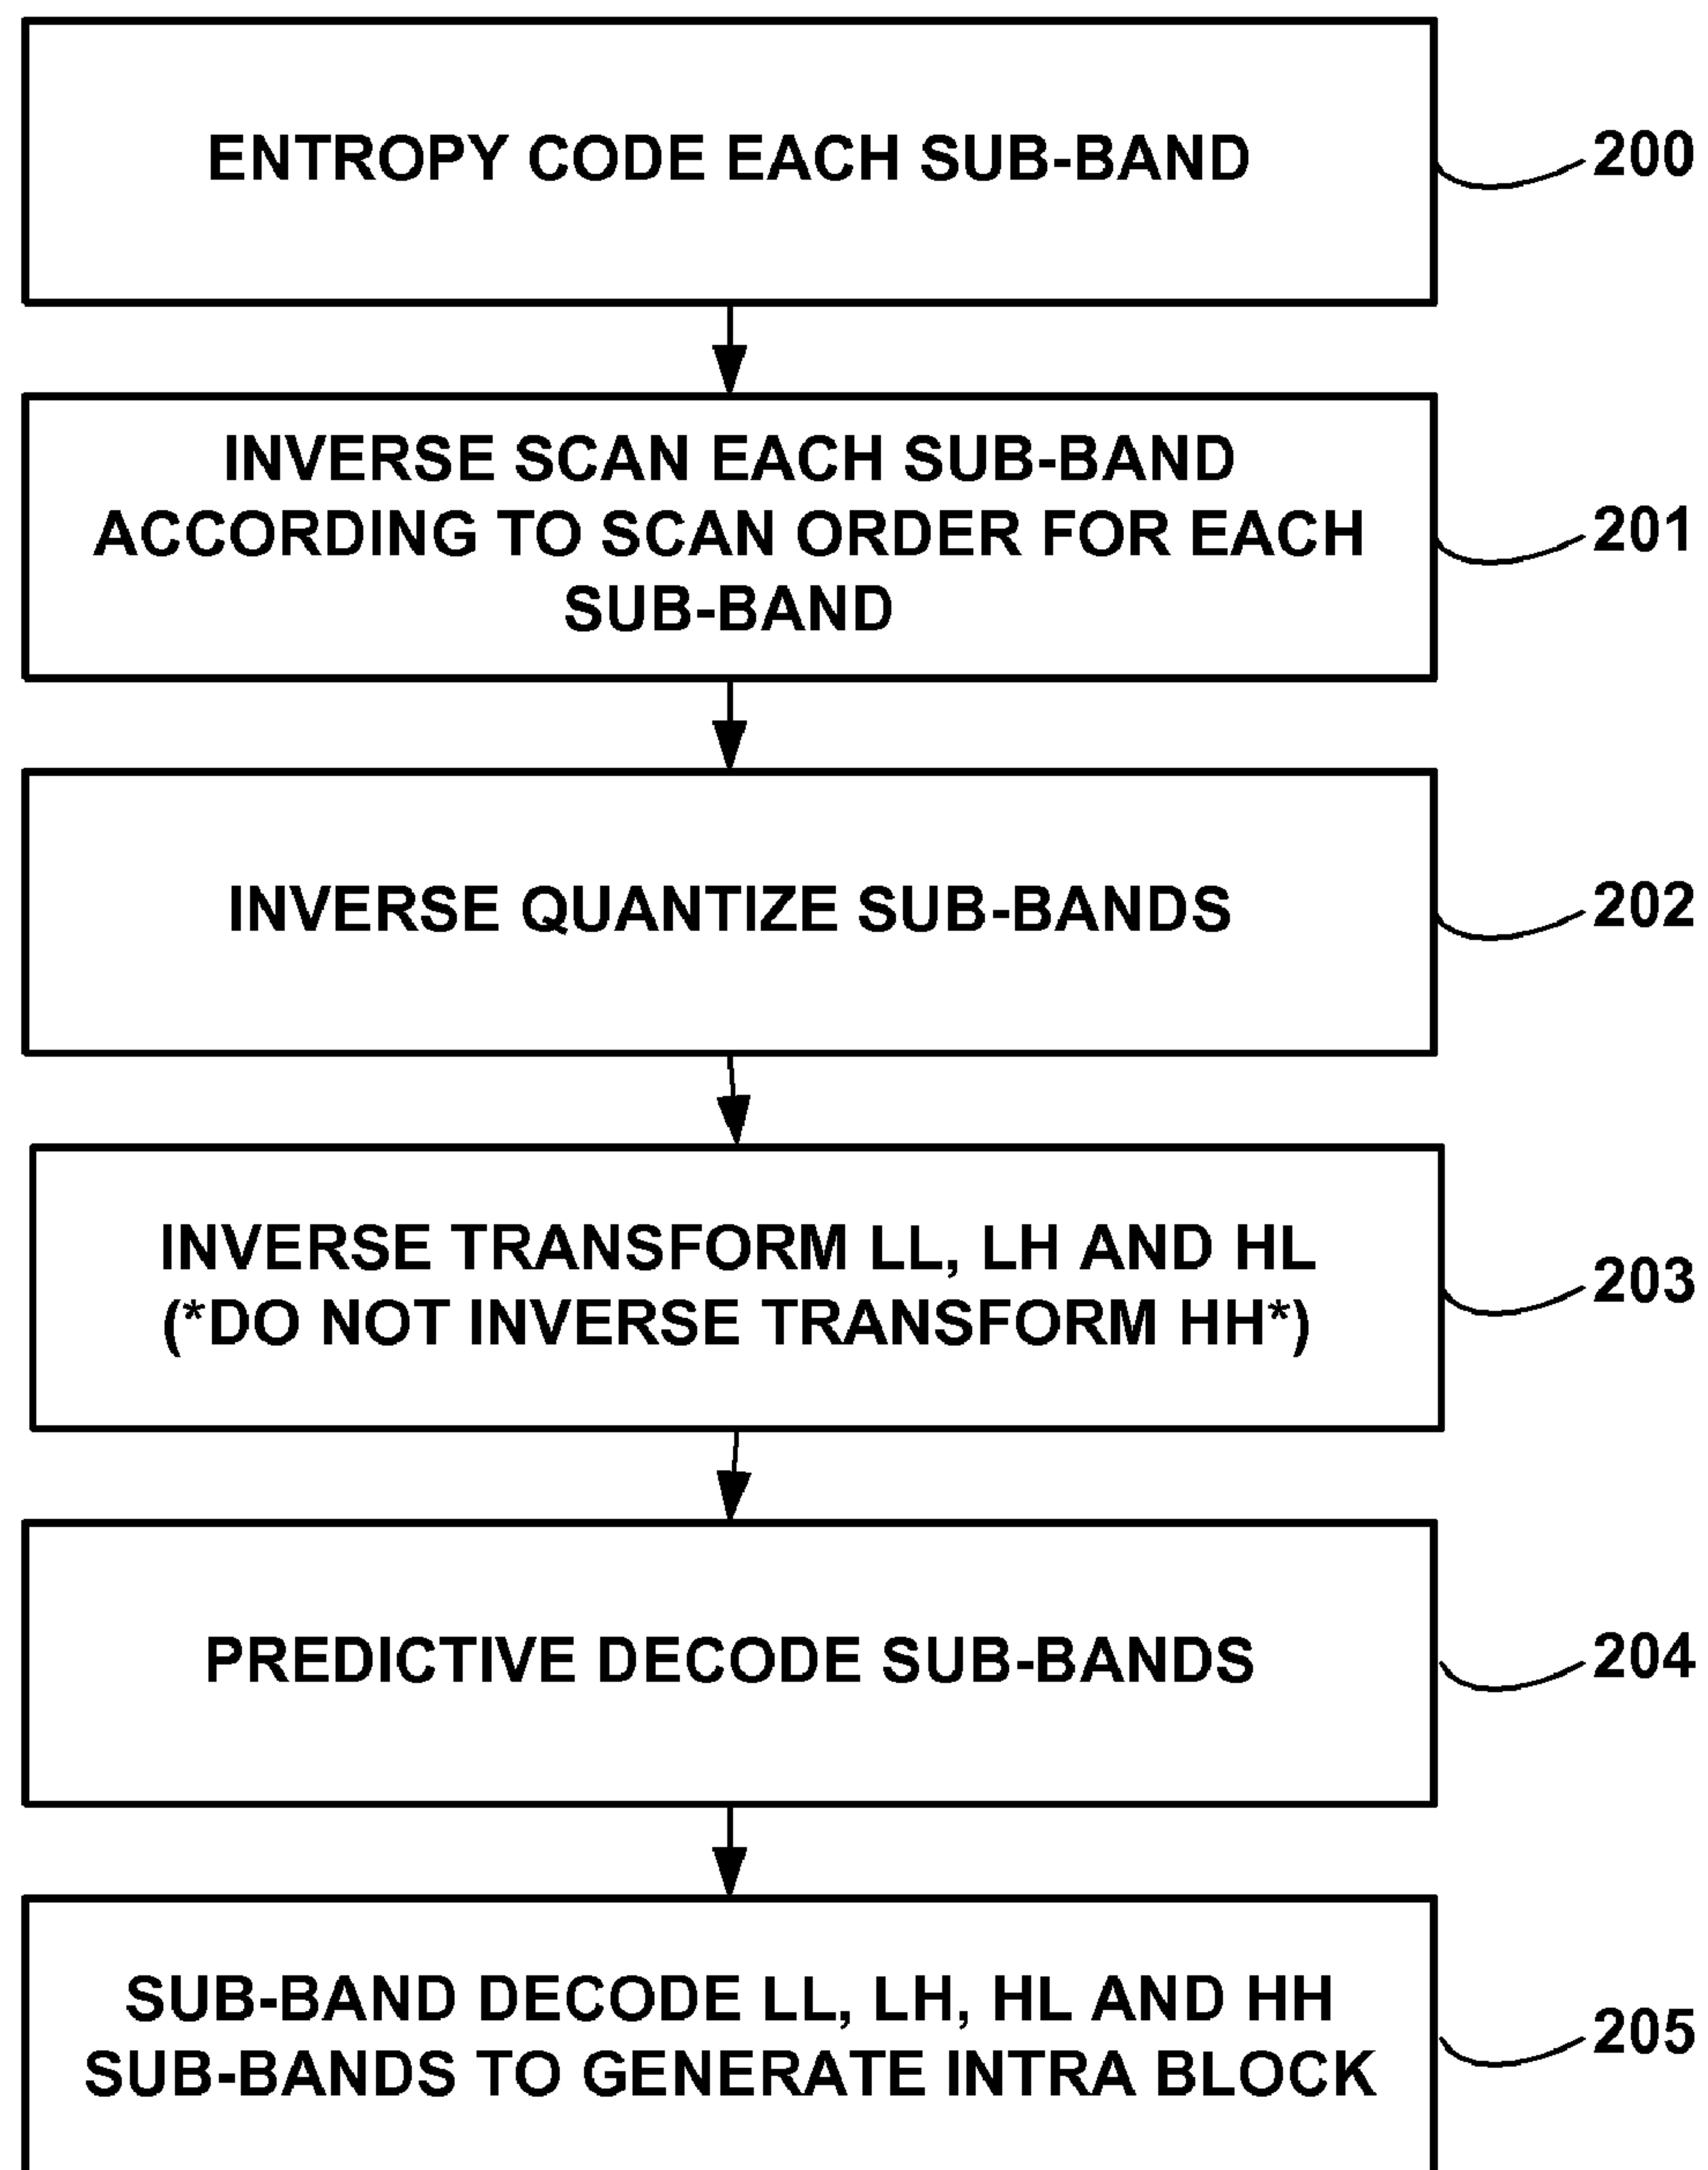 ENTROPY CODE EACH SUB-BAND
200
INVERSE SCAN EACH SUB-BAND
ACCORDING TO SCAN ORDER FOR EACH
SUB-BAND
201
INVERSE QUANTIZE SUB-BANDS
202
INVERSE TRANSFORM LL, LH AND HL
(*DO NOT INVERSE TRANSFORM HH*)
203
PREDICTIVE DECODE SUB-BANDS
204
SUB-BAND DECODE LL, LH, HL AND HH
SUB-BANDS TO GENERATE INTRA BLOCK
205